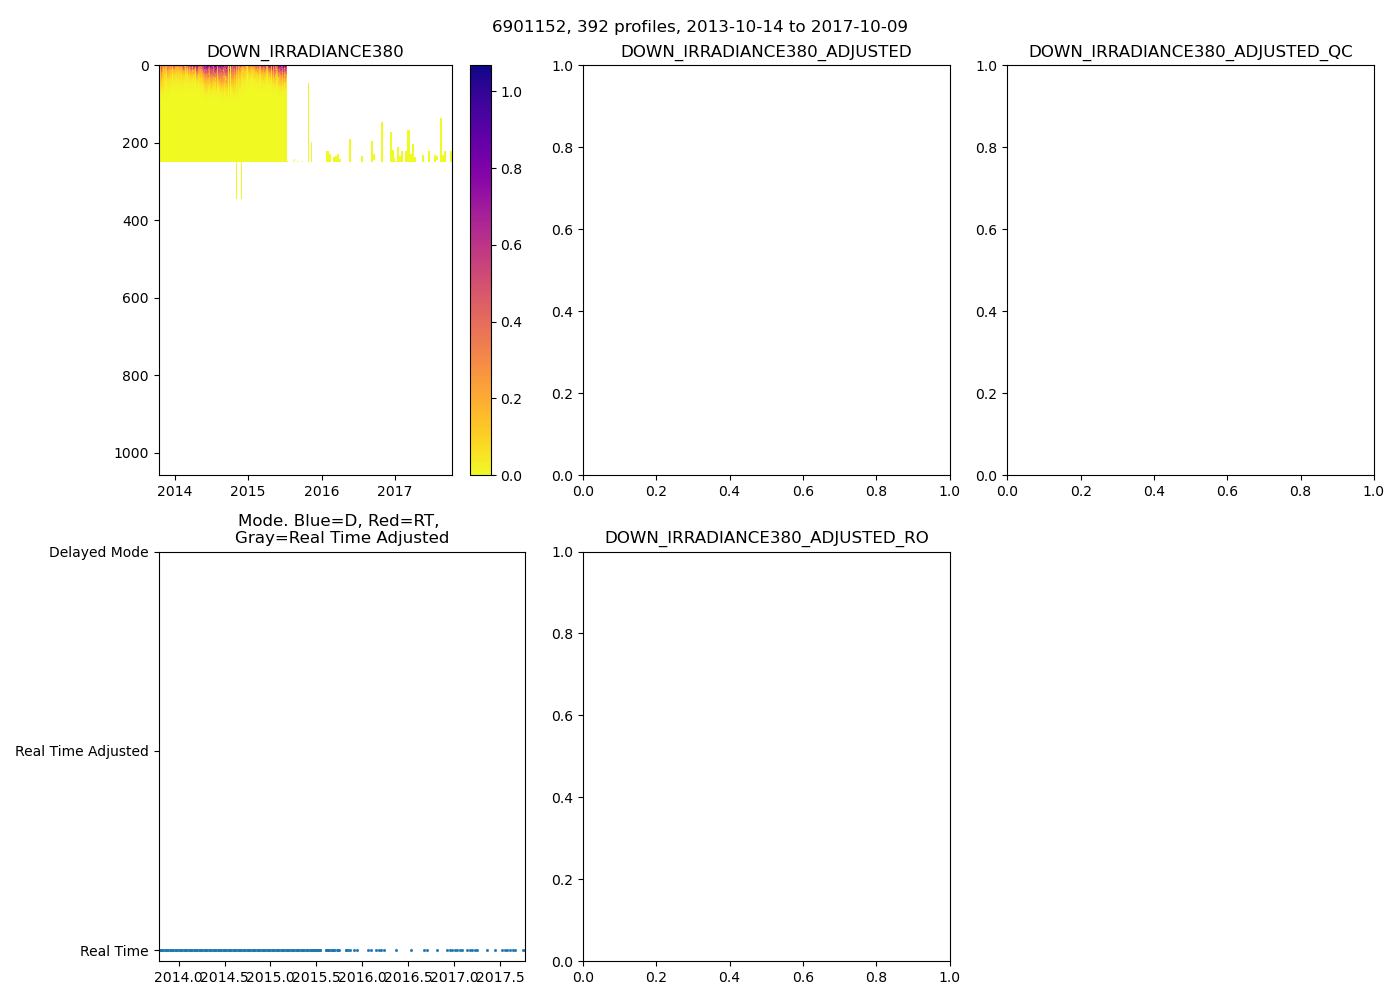 6901152, 392 profiles, 2013-10-14 to 2017-10-09
DOWN_IRRADIANCE380
0
200
400
600
800
1000
2014 2015 2016 2017
1.0
0.8
0.6
0.4
0.2
0.0
DOWN_IRRADIANCE380_ADJUSTED
1.0
0.8
0.6
0.4
0.2
0.0
0.0 0.2 0.4 0.6 0.8 1.0
DOWN_IRRADIANCE380_ADJUSTED_QC
1.0
0.8
0.6
0.4
0.2
0.0
0.0 0.2 0.4 0.6 0.8 1.0
Mode. Blue=D, Red=RT,
Gray=Real Time Adjusted
Delayed Mode
Real Time Adjusted
Real Time
2014.0 2014.5 2015.0 2015.5 2016.0 2016.5 2017.0 2017.5
DOWN_IRRADIANCE380_ADJUSTED_RO
1.0
0.8
0.6
0.4
0.2
0.0
0.0 0.2 0.4 0.6 0.8 1.0